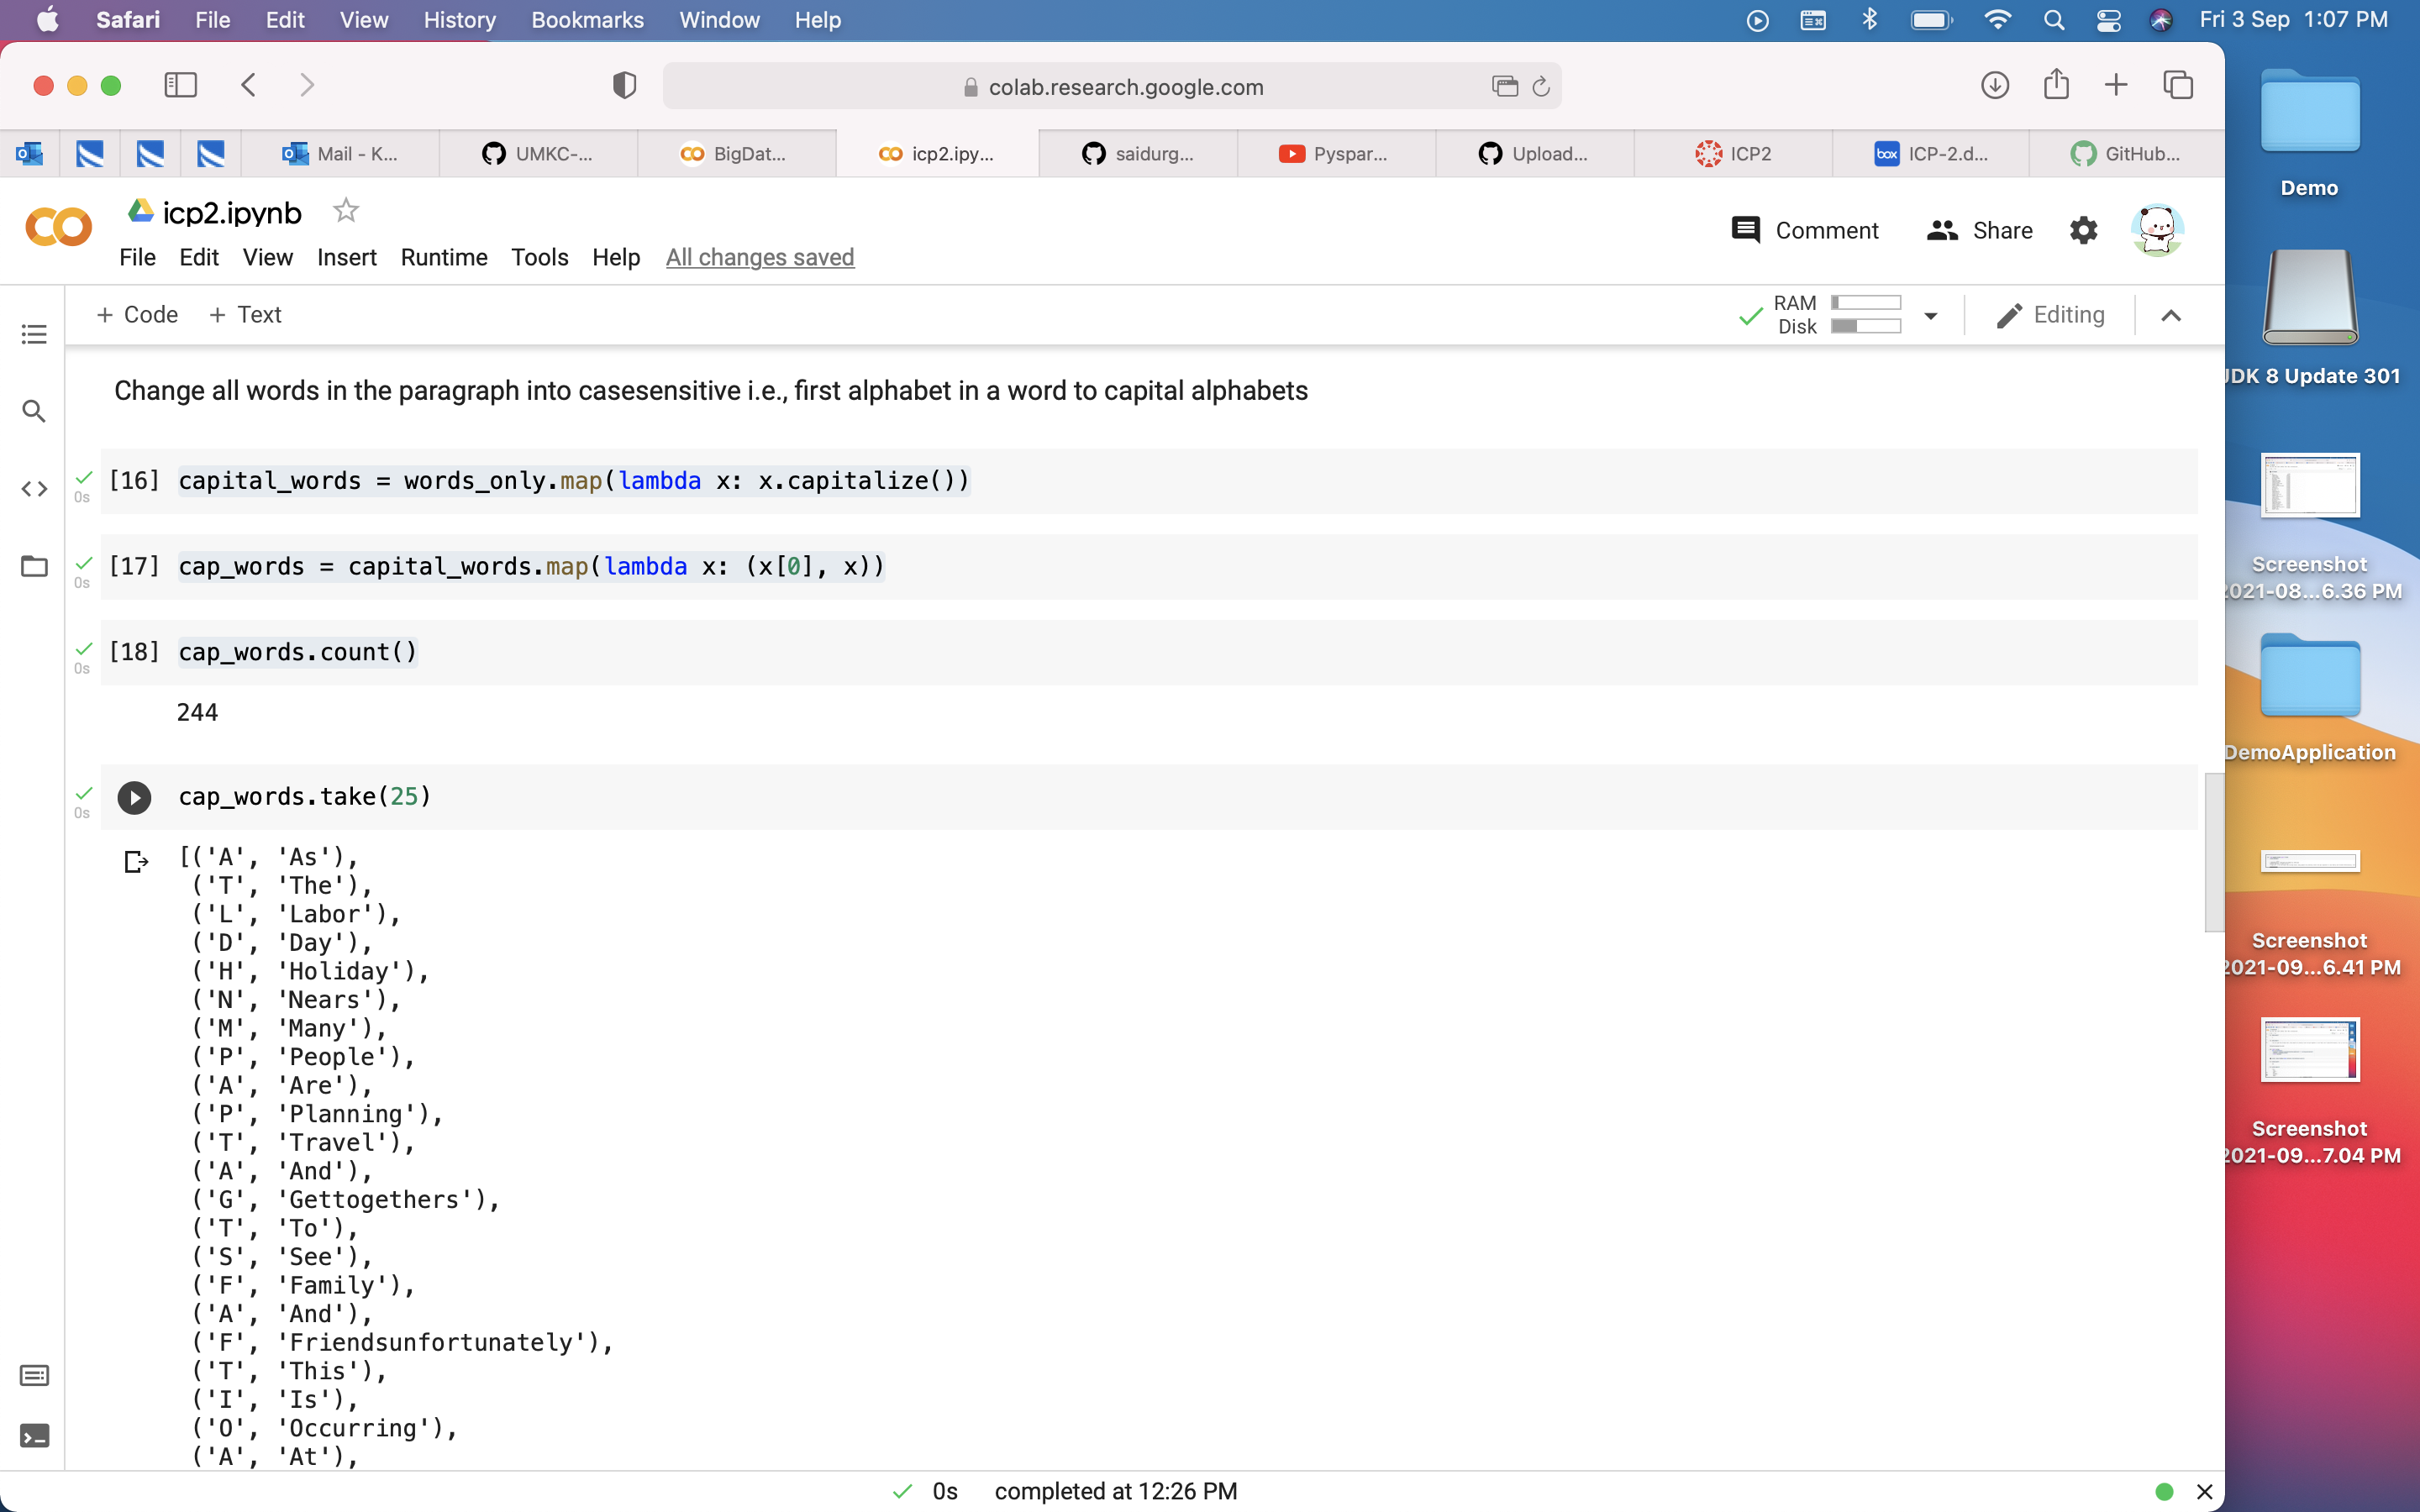 Safari File Edit View History Bookmarks Window Help Fri 3 Sep 1:07 PM
colab.research.google.com
Mail - K... UMKC-... BigDat... icp2.ipy... saidurg... Pyspar... Upload... ICP2 box ICP-2.d... GitHub...
icp2.ipynb
Comment Share
File Edit View Insert Runtime Tools Help All changes saved
+ Code + Text
RAM
Disk
Editing
Change all words in the paragraph into casesensitive i.e., first alphabet in a word to capital alphabets
[16] capital_words = words_only.map(lambda x: x.capitalize())
0s
[17] cap_words = capital_words.map(lambda x: (x[0], x))
0s
[18] cap_words.count()
0s
244
cap_words.take(25)
0s
[('A', 'As'),
('T', 'The'),
('L', 'Labor'),
('D', 'Day'),
('H', 'Holiday'),
('N', 'Nears'),
('M', 'Many'),
('P', 'People'),
('A', 'Are'),
('P', 'Planning'),
('T', 'Travel'),
('A', 'And'),
('G', 'Gettogethers'),
('T', 'To'),
('S', 'See'),
('F', 'Family'),
('A', 'And'),
('F', 'Friendsunfortunately'),
('T', 'This'),
('I', 'Is'),
('O', 'Occurring'),
('A', 'At'),
0s completed at 12:26 PM
Demo
JDK 8 Update 301
Screenshot
2021-08...6.36 PM
DemoApplication
Screenshot
2021-09...6.41 PM
Screenshot
2021-09...7.04 PM